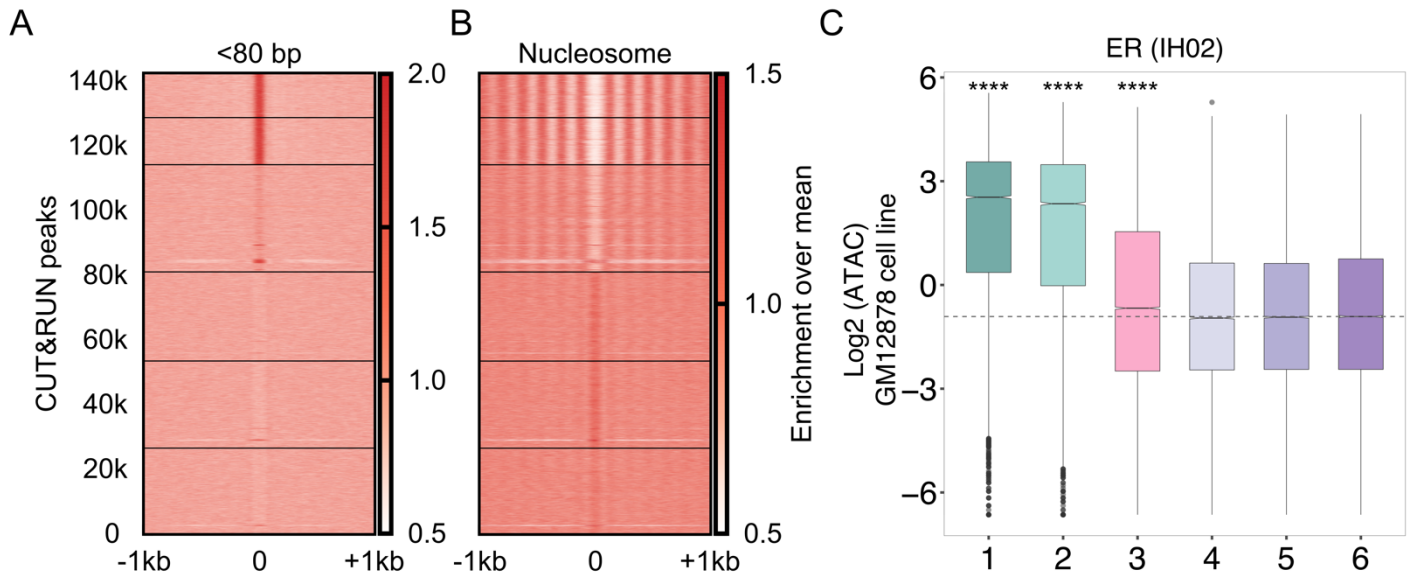 A
<80 bp
CUT&RUN peaks
140k
120k
100k
80k
60k
40k
20k
0
-1kb
0
+1kb
2.0
1.5
1.0
0.5
B
Nucleosome
-1kb
0
+1kb
1.5
1.0
0.5
Enrichment over mean
C
ER (IH02)
Log2 (ATAC)
GM12878 cell line
6
3
0
−3
−6
**** **** ****
1 2 3 4 5 6